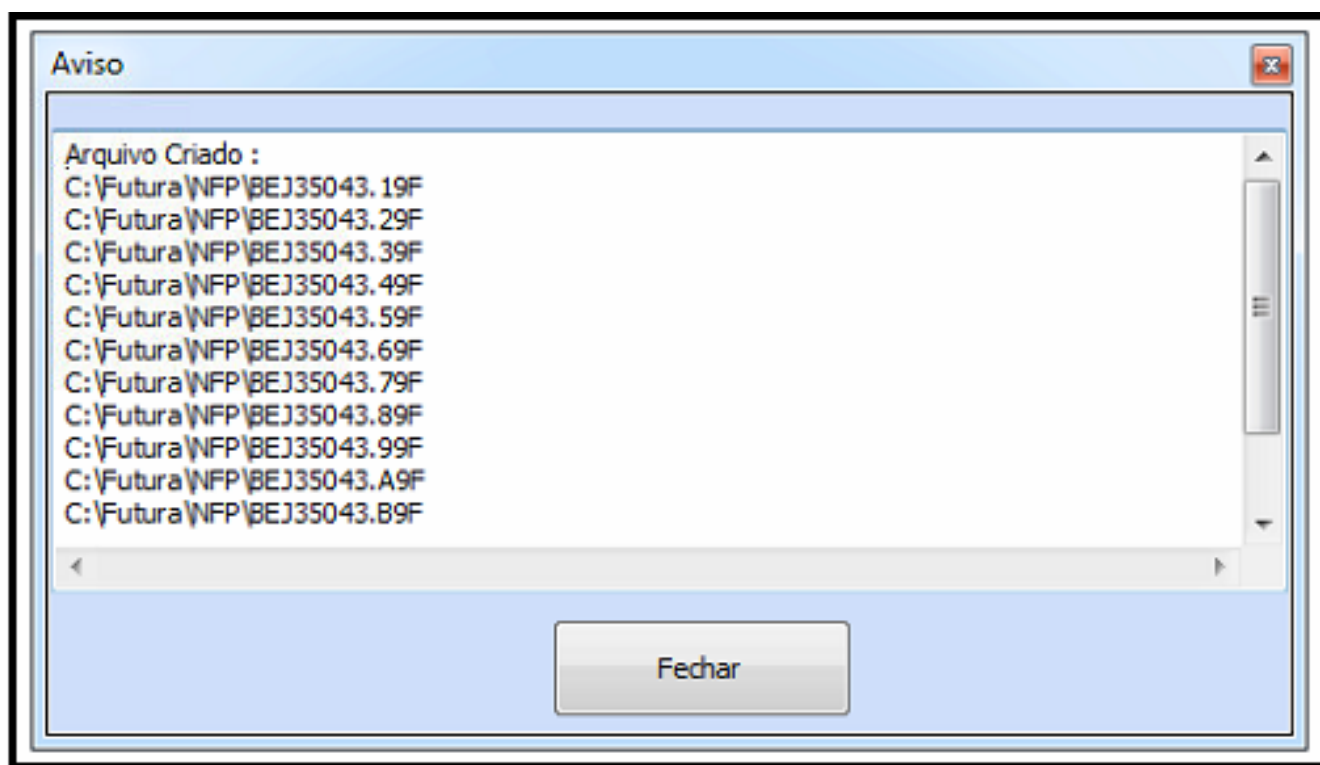 Aviso
Arquivo Criado :
C:\Futura\NFP\BEJ35043.19F
C:\Futura\NFP\BEJ35043.29F
C:\Futura\NFP\BEJ35043.39F
C:\Futura\NFP\BEJ35043.49F
C:\Futura\NFP\BEJ35043.59F
C:\Futura\NFP\BEJ35043.69F
C:\Futura\NFP\BEJ35043.79F
C:\Futura\NFP\BEJ35043.89F
C:\Futura\NFP\BEJ35043.99F
C:\Futura\NFP\BEJ35043.A9F
C:\Futura\NFP\BEJ35043.B9F
Fechar